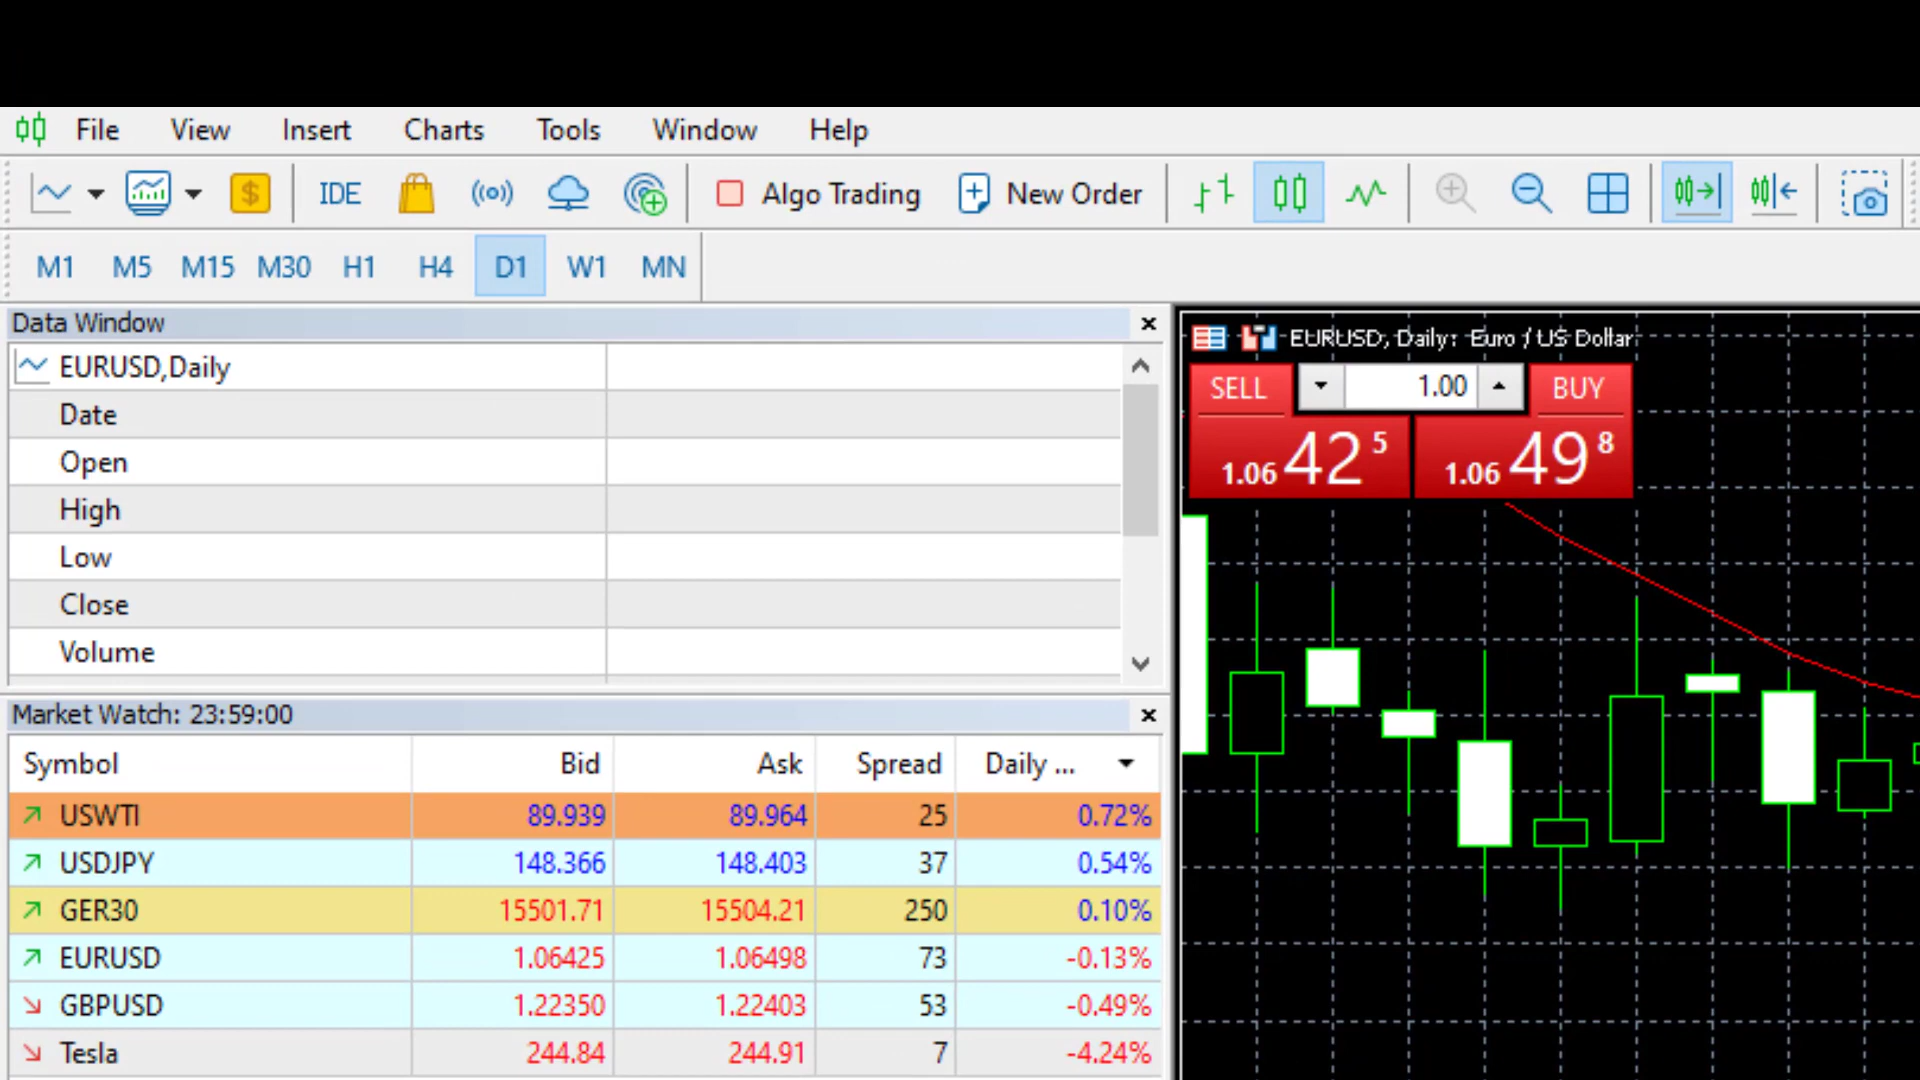 File View Insert Charts Tools Window Help
$ IDE Algo Trading New Order
M1 M5 M15 M30 H1 H4 D1 W1 MN
Data Window
EURUSD,Daily
Date
Open
High
Low
Close
Volume
Market Watch: 23:59:00
Symbol Bid Ask Spread Daily ...
USWTI 89.939 89.964 25 0.72%
USDJPY 148.366 148.403 37 0.54%
GER30 15501.71 15504.21 250 0.10%
EURUSD 1.06425 1.06498 73 -0.13%
GBPUSD 1.22350 1.22403 53 -0.49%
Tesla 244.84 244.91 7 -4.24%
EURUSD, Daily: Euro / US Dollar
SELL 1.00 BUY
1.06 42 5 1.06 49 8